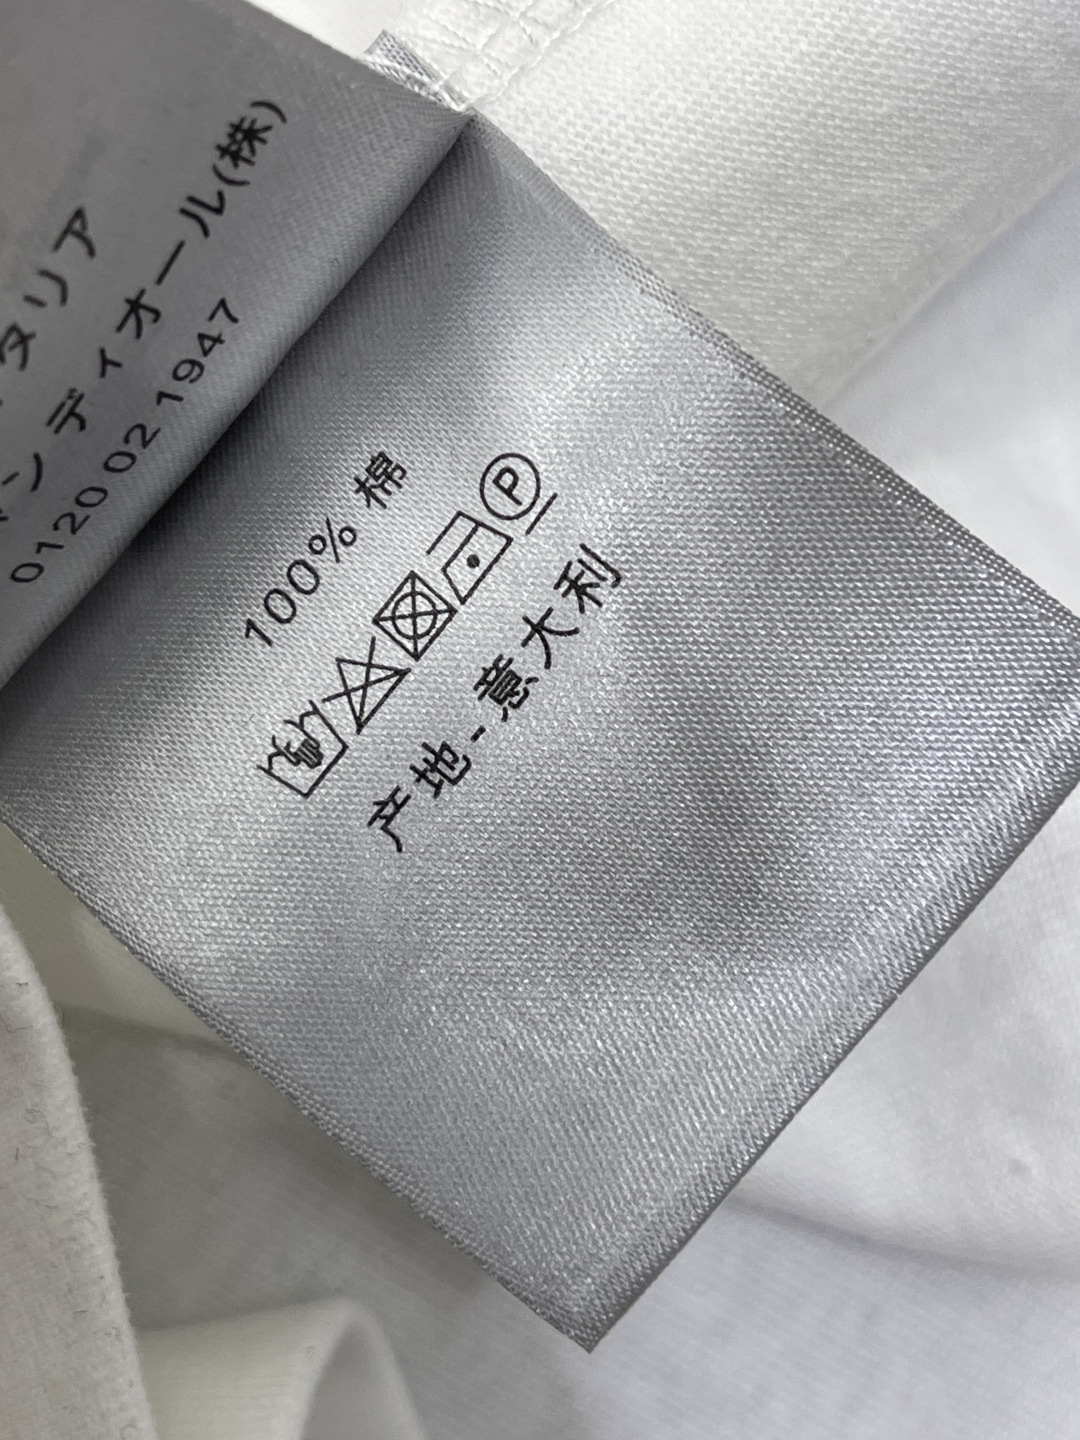 タリア
ンディオール(株)
0120 02 1947
100% 棉
P
产地-意大利